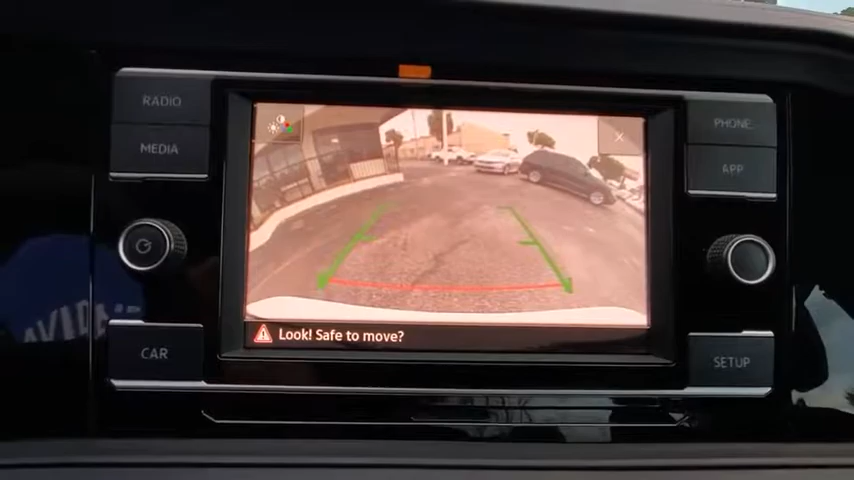 RADIO
MEDIA
CAR
Look! Safe to move?
PHONE
APP
SETUP